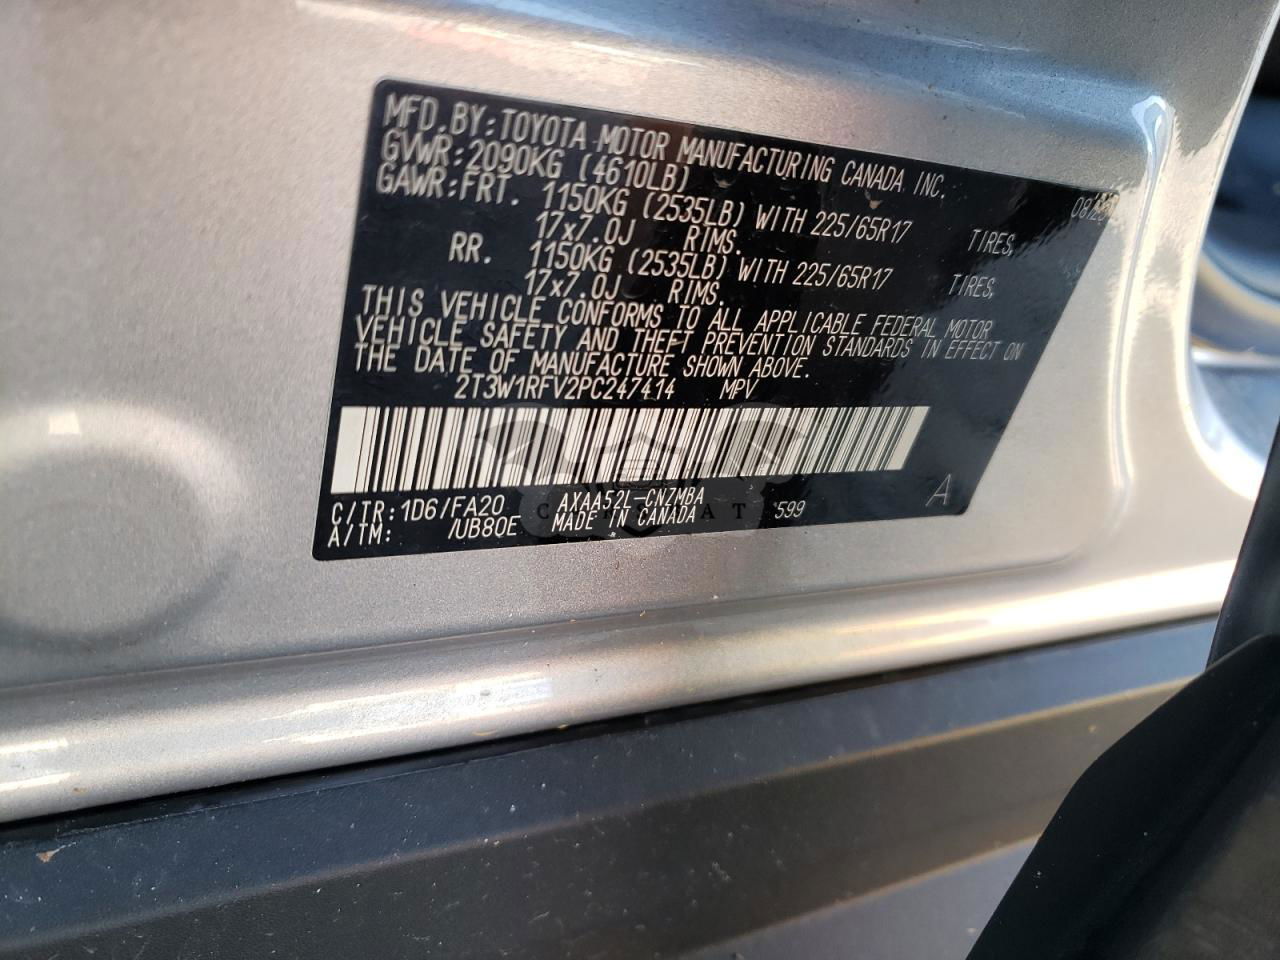 MFD. BY: TOYOTA MOTOR MANUFACTURING CANADA INC.
GVWR: 2090KG (4610LB)
GAWR: FRT. 1150KG (2535LB) WITH 225/65R17 TIRES,
17x7.0J RIMS.
RR. 1150KG (2535LB) WITH 225/65R17 TIRES,
17x7.0J RIMS.
THIS VEHICLE CONFORMS TO ALL APPLICABLE FEDERAL MOTOR
VEHICLE SAFETY AND THEFT PREVENTION STANDARDS IN EFFECT ON
THE DATE OF MANUFACTURE SHOWN ABOVE.
2T3W1RFV2PC247414 MPV
C/TR: 1D6/FA20 AXAA52L-CNZMBA 599 A
A/TM: /UB80E MADE IN CANADA